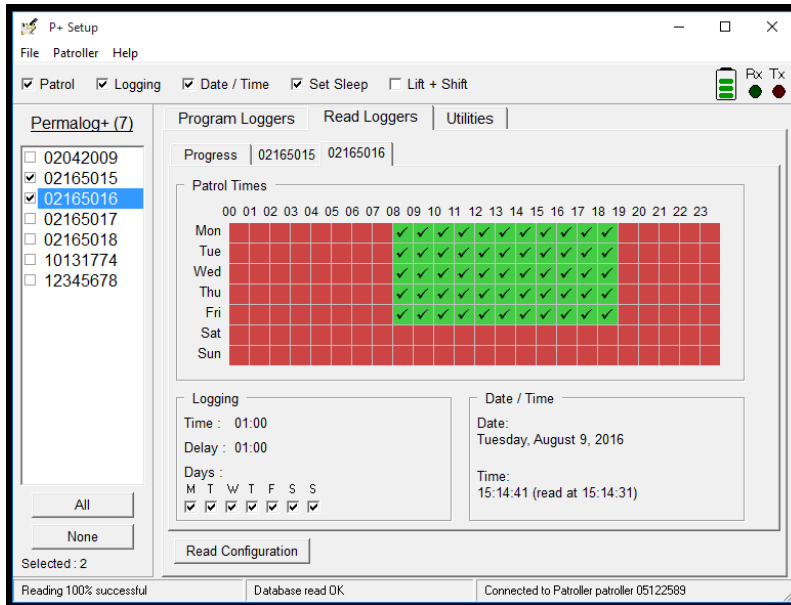 P+ Setup
File Patroller Help
Patrol Logging Date / Time Set Sleep Lift + Shift Rx Tx
Permalog+ (7)
02042009
02165015
02165016
02165017
02165018
10131774
12345678
All
None
Selected : 2
Program Loggers Read Loggers Utilities
Progress 02165015 02165016
Patrol Times
00 01 02 03 04 05 06 07 08 09 10 11 12 13 14 15 16 17 18 19 20 21 22 23
Mon
Tue
Wed
Thu
Fri
Sat
Sun
Logging
Time : 01:00
Delay : 01:00
Days :
M T W T F S S
Date / Time
Date:
Tuesday, August 9, 2016
Time:
15:14:41 (read at 15:14:31)
Read Configuration
Reading 100% successful Database read OK Connected to Patroller patroller 05122589